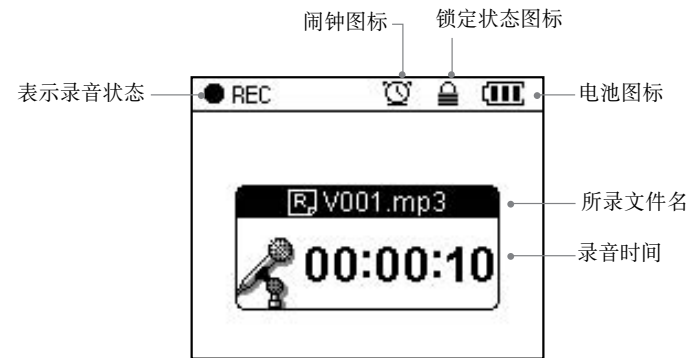 闹钟图标
锁定状态图标
表示录音状态
REC
电池图标
V001.mp3
所录文件名
00:00:10
录音时间